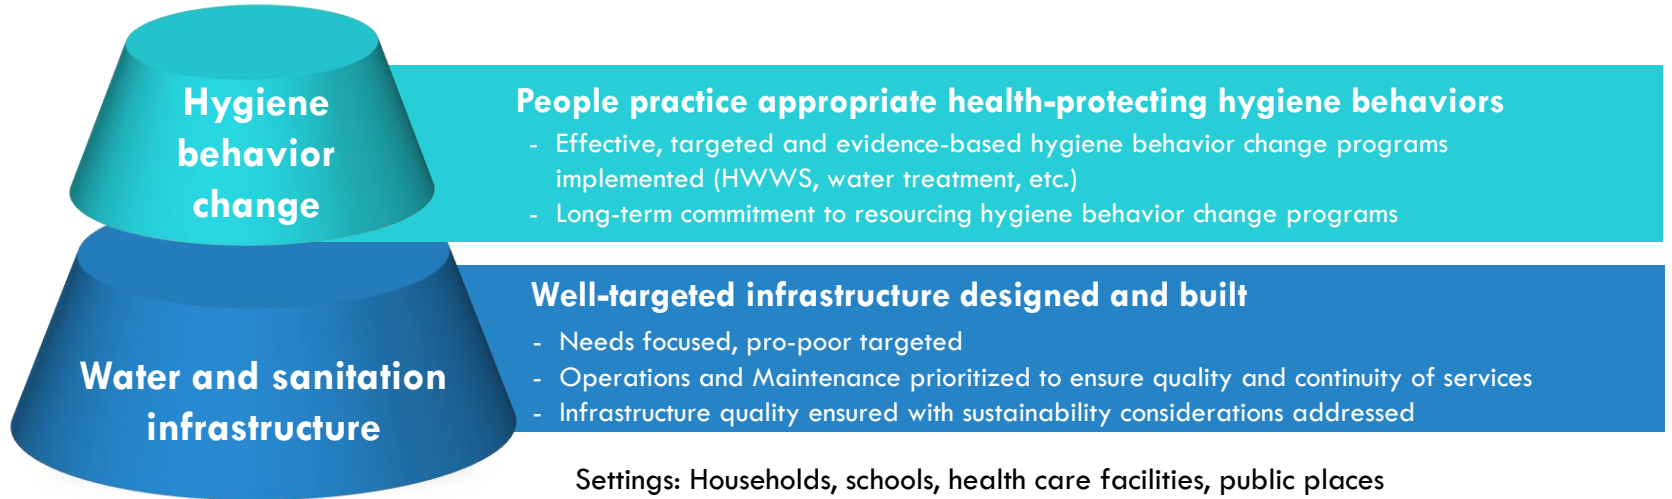 Hygiene
behavior
change
People practice appropriate health-protecting hygiene behaviors
- Effective, targeted and evidence-based hygiene behavior change programs
implemented (HWWS, water treatment, etc.)
- Long-term commitment to resourcing hygiene behavior change programs
Water and sanitation
infrastructure
Well-targeted infrastructure designed and built
- Needs focused, pro-poor targeted
- Operations and Maintenance prioritized to ensure quality and continuity of services
- Infrastructure quality ensured with sustainability considerations addressed
Settings: Households, schools, health care facilities, public places